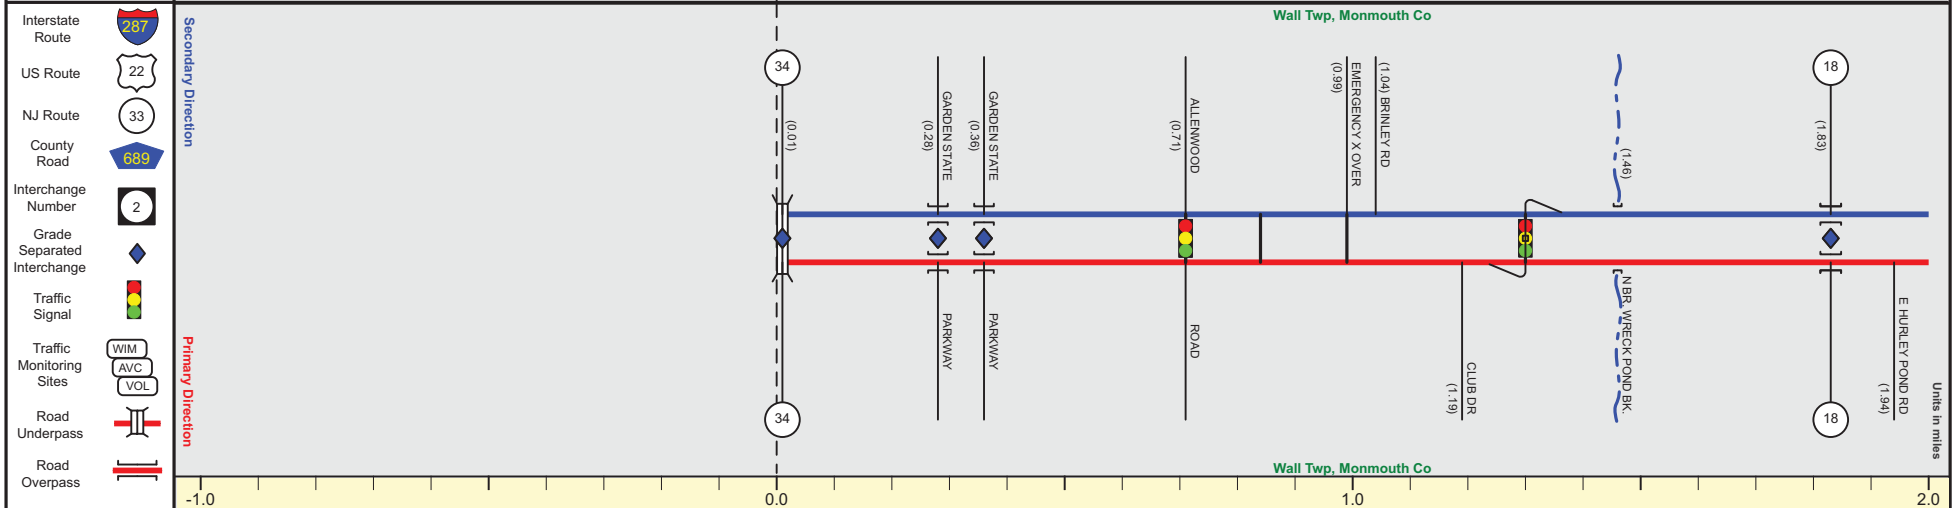 Interstate
Route
287
US Route
22
NJ Route
33
County
Road
689
Interchange
Number
2
Grade
Separated
Interchange
Traffic
Signal
Traffic
Monitoring
Sites
WIM
AVC
VOL
Road
Underpass
Road
Overpass
Secondary Direction
Primary Direction
Wall Twp, Monmouth Co
34
(0.01)
34
GARDEN STATE
(0.28)
PARKWAY
GARDEN STATE
(0.36)
PARKWAY
ALLENWOOD
(0.71)
ROAD
EMERGENCY X OVER
(0.99)
(1.04) BRINLEY RD
CLUB DR
(1.19)
(1.46)
N BR. WRECK POND BK.
18
(1.83)
18
E HURLEY POND RD
(1.94)
Units in miles
Wall Twp, Monmouth Co
-1.0
0.0
1.0
2.0